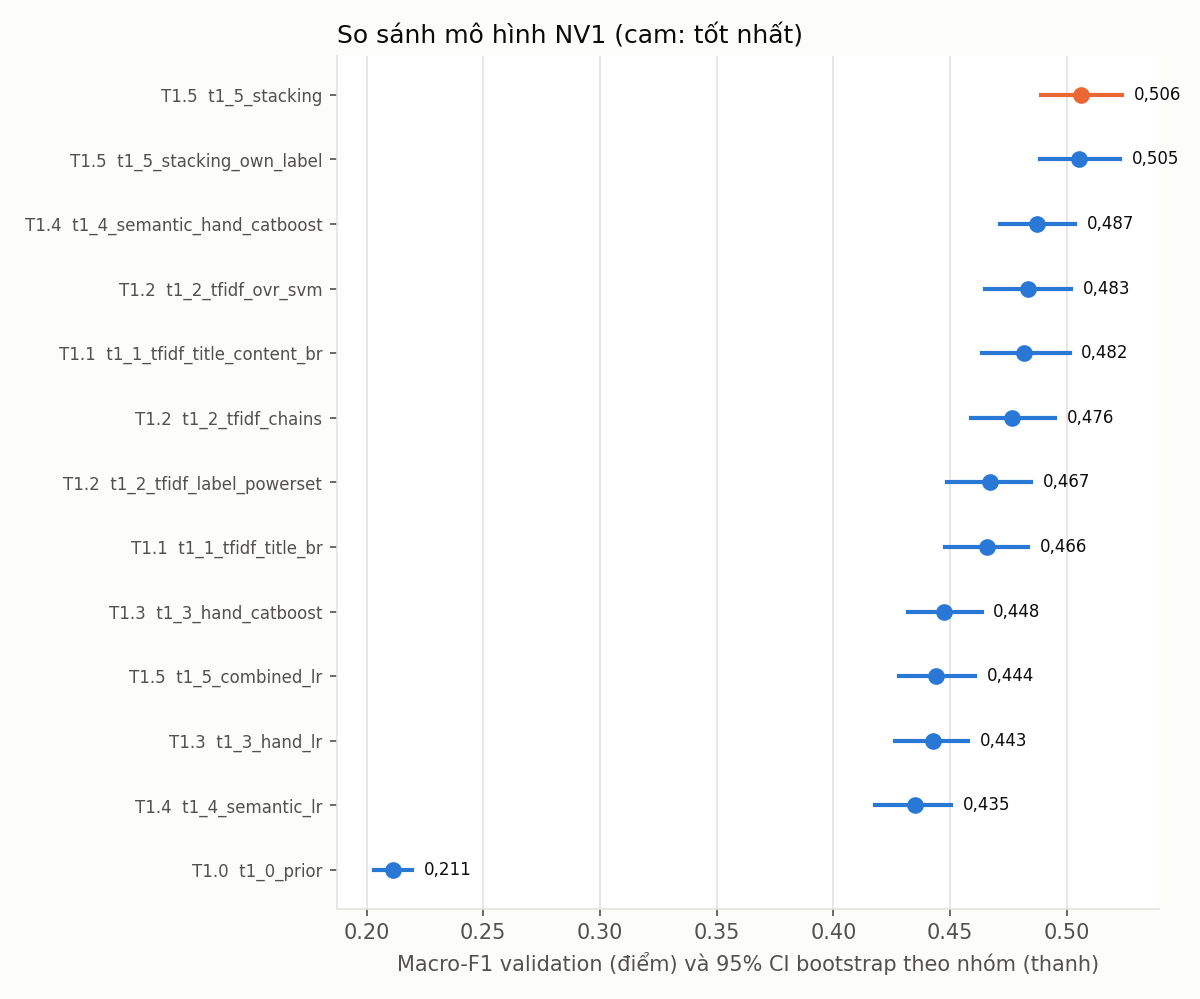 So sánh mô hình NV1 (cam: tốt nhất)
T1.5 t1_5_stacking 0,506
T1.5 t1_5_stacking_own_label 0,505
T1.4 t1_4_semantic_hand_catboost 0,487
T1.2 t1_2_tfidf_ovr_svm 0,483
T1.1 t1_1_tfidf_title_content_br 0,482
T1.2 t1_2_tfidf_chains 0,476
T1.2 t1_2_tfidf_label_powerset 0,467
T1.1 t1_1_tfidf_title_br 0,466
T1.3 t1_3_hand_catboost 0,448
T1.5 t1_5_combined_lr 0,444
T1.3 t1_3_hand_lr 0,443
T1.4 t1_4_semantic_lr 0,435
T1.0 t1_0_prior 0,211
0.20 0.25 0.30 0.35 0.40 0.45 0.50
Macro-F1 validation (điểm) và 95% CI bootstrap theo nhóm (thanh)